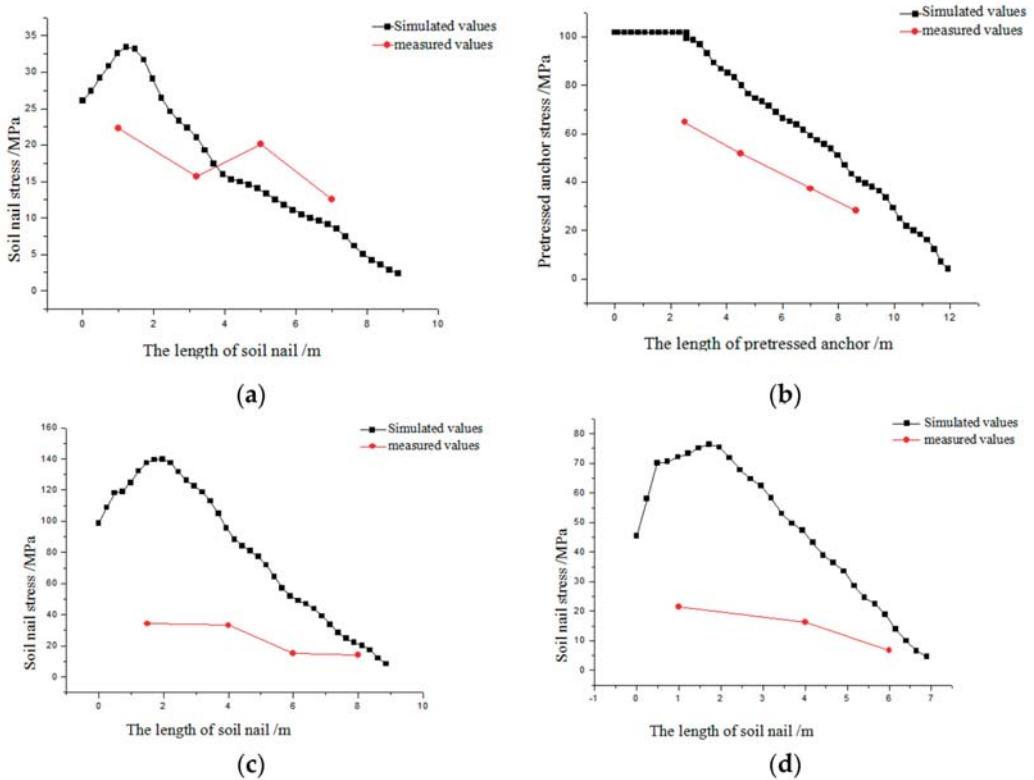 Simulated values
measured values
35
30
25
20
15
10
5
0
Soil nail stress /MPa
0 2 4 6 8 10
The length of soil nail /m
(a)
Simulated values
measured values
100
80
60
40
20
0
Pretressed anchor stress /MPa
0 2 4 6 8 10 12
The length of pretressed anchor /m
(b)
Simulated values
measured values
160
140
120
100
80
60
40
20
0
Soil nail stress /MPa
0 2 4 6 8 10
The length of soil nail /m
(c)
Simulated values
measured values
80
70
60
50
40
30
20
10
0
Soil nail stress /MPa
-1 0 1 2 3 4 5 6 7
The length of soil nail /m
(d)